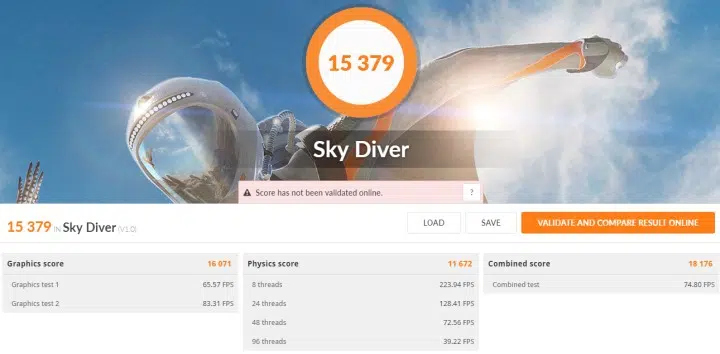 15 379
Sky Diver
Score has not been validated online.
?
15 379 IN Sky Diver (V1.0)
LOAD
SAVE
VALIDATE AND COMPARE RESULT ONLINE
Graphics score 16 071
Graphics test 1 65.57 FPS
Graphics test 2 83.31 FPS
Physics score 11 672
8 threads 223.94 FPS
24 threads 128.41 FPS
48 threads 72.56 FPS
96 threads 39.22 FPS
Combined score 18 176
Combined test 74.80 FPS